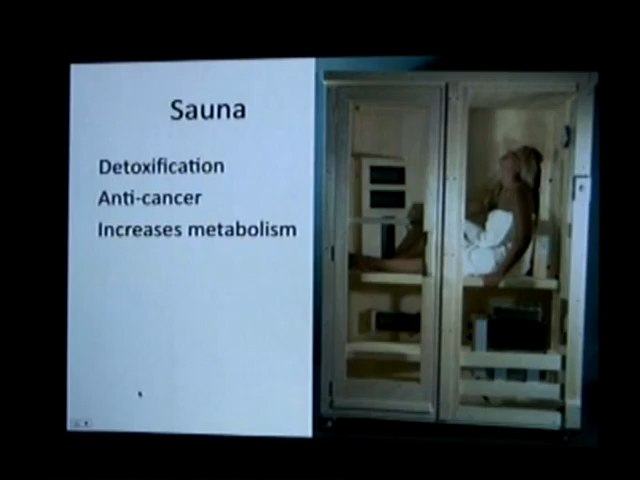 Sauna
Detoxification
Anti-cancer
Increases metabolism